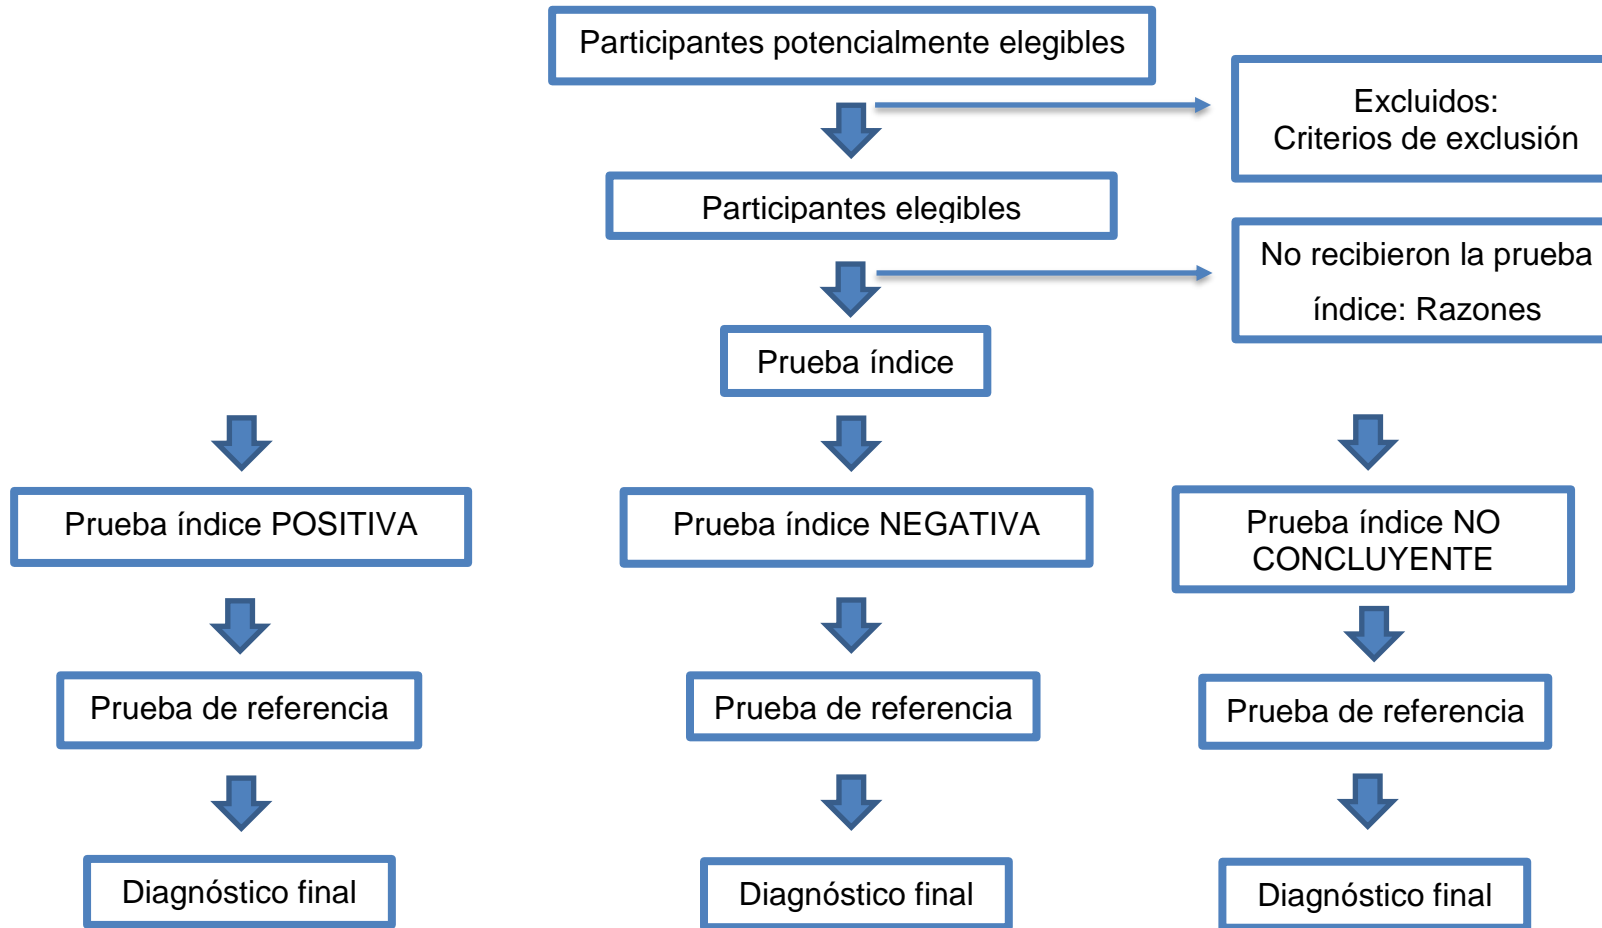 Participantes potencialmente elegibles
Excluidos:
Criterios de exclusión
Participantes elegibles
No recibieron la prueba
índice: Razones
Prueba índice
Prueba índice POSITIVA
Prueba índice NEGATIVA
Prueba índice NO
CONCLUYENTE
Prueba de referencia
Prueba de referencia
Prueba de referencia
Diagnóstico final
Diagnóstico final
Diagnóstico final